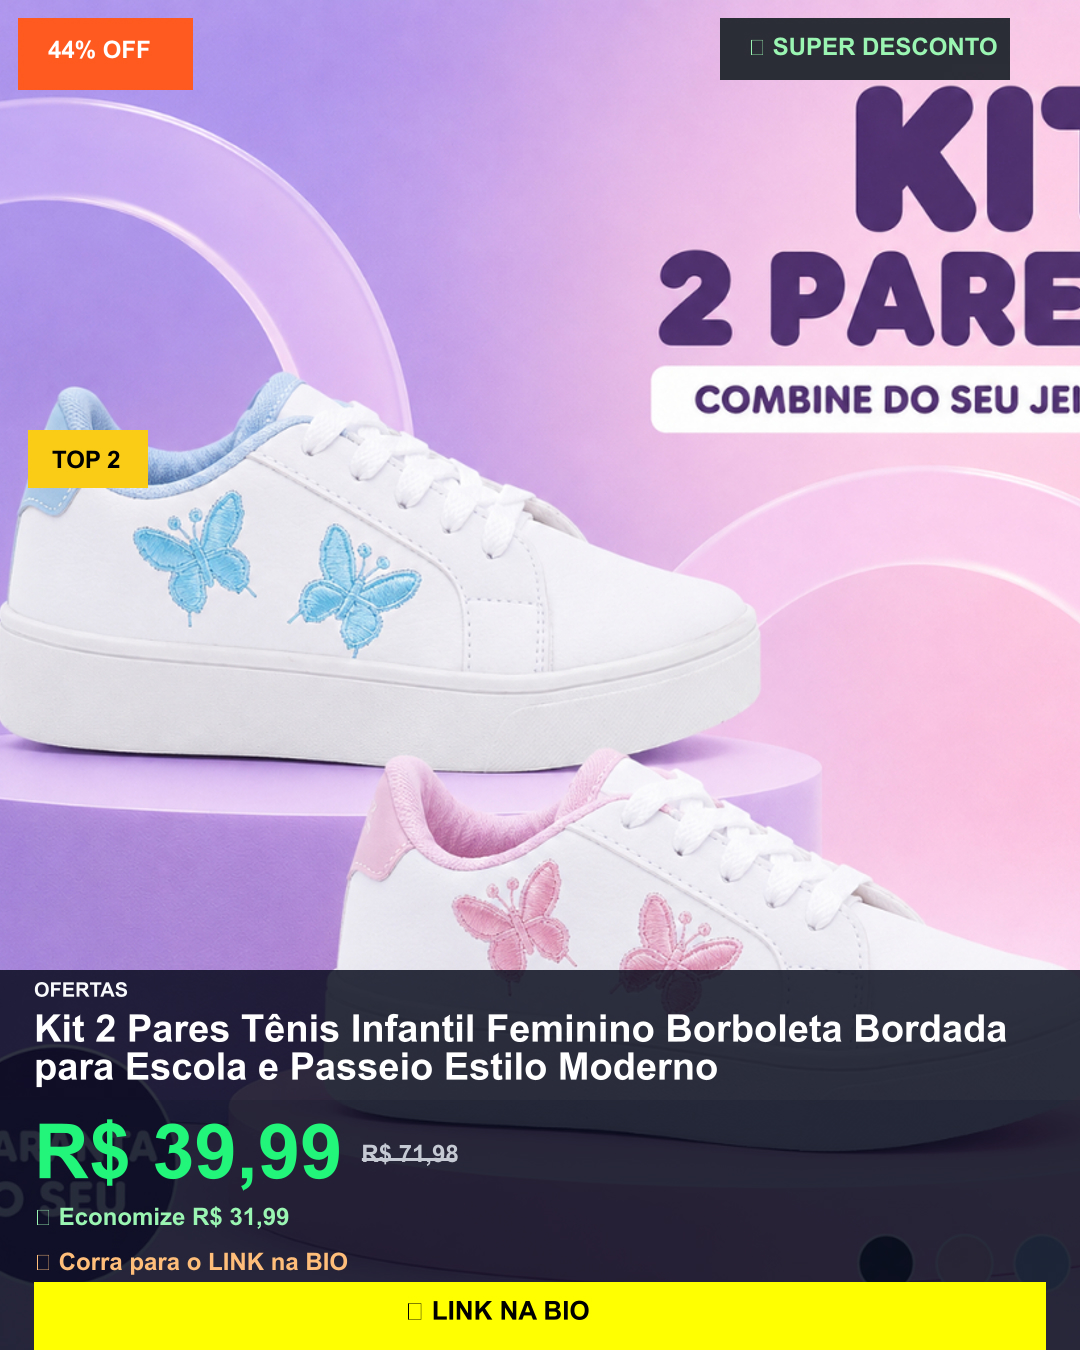 44% OFF
SUPER DESCONTO
KIT
2 PARE
COMBINE DO SEU JEI
TOP 2
OFERTAS
Kit 2 Pares Tênis Infantil Feminino Borboleta Bordada
para Escola e Passeio Estilo Moderno
R$ 39,99 R$ 71,98
O SEU
Economize R$ 31,99
Corra para o LINK na BIO
LINK NA BIO